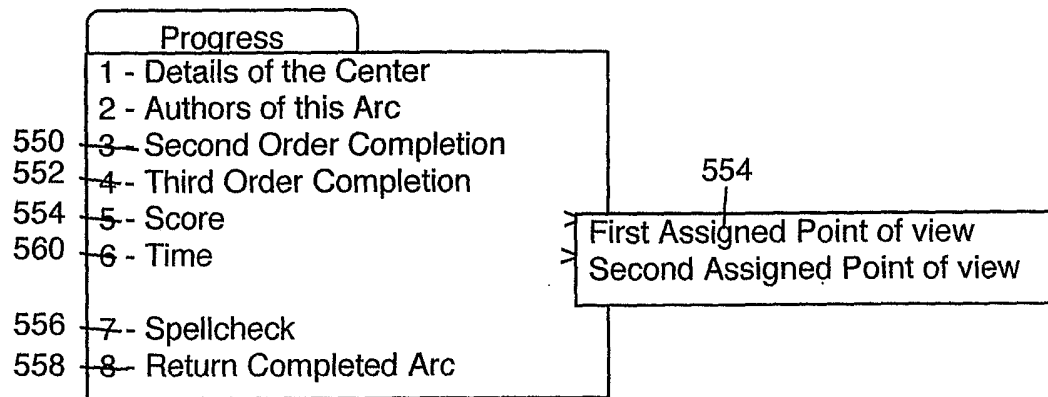 Progress
1 - Details of the Center
2 - Authors of this Arc
550 3 - Second Order Completion
552 4 - Third Order Completion
554
554 5 - Score >
First Assigned Point of view
560 6 - Time >
Second Assigned Point of view
556 7 - Spellcheck
558 8 - Return Completed Arc